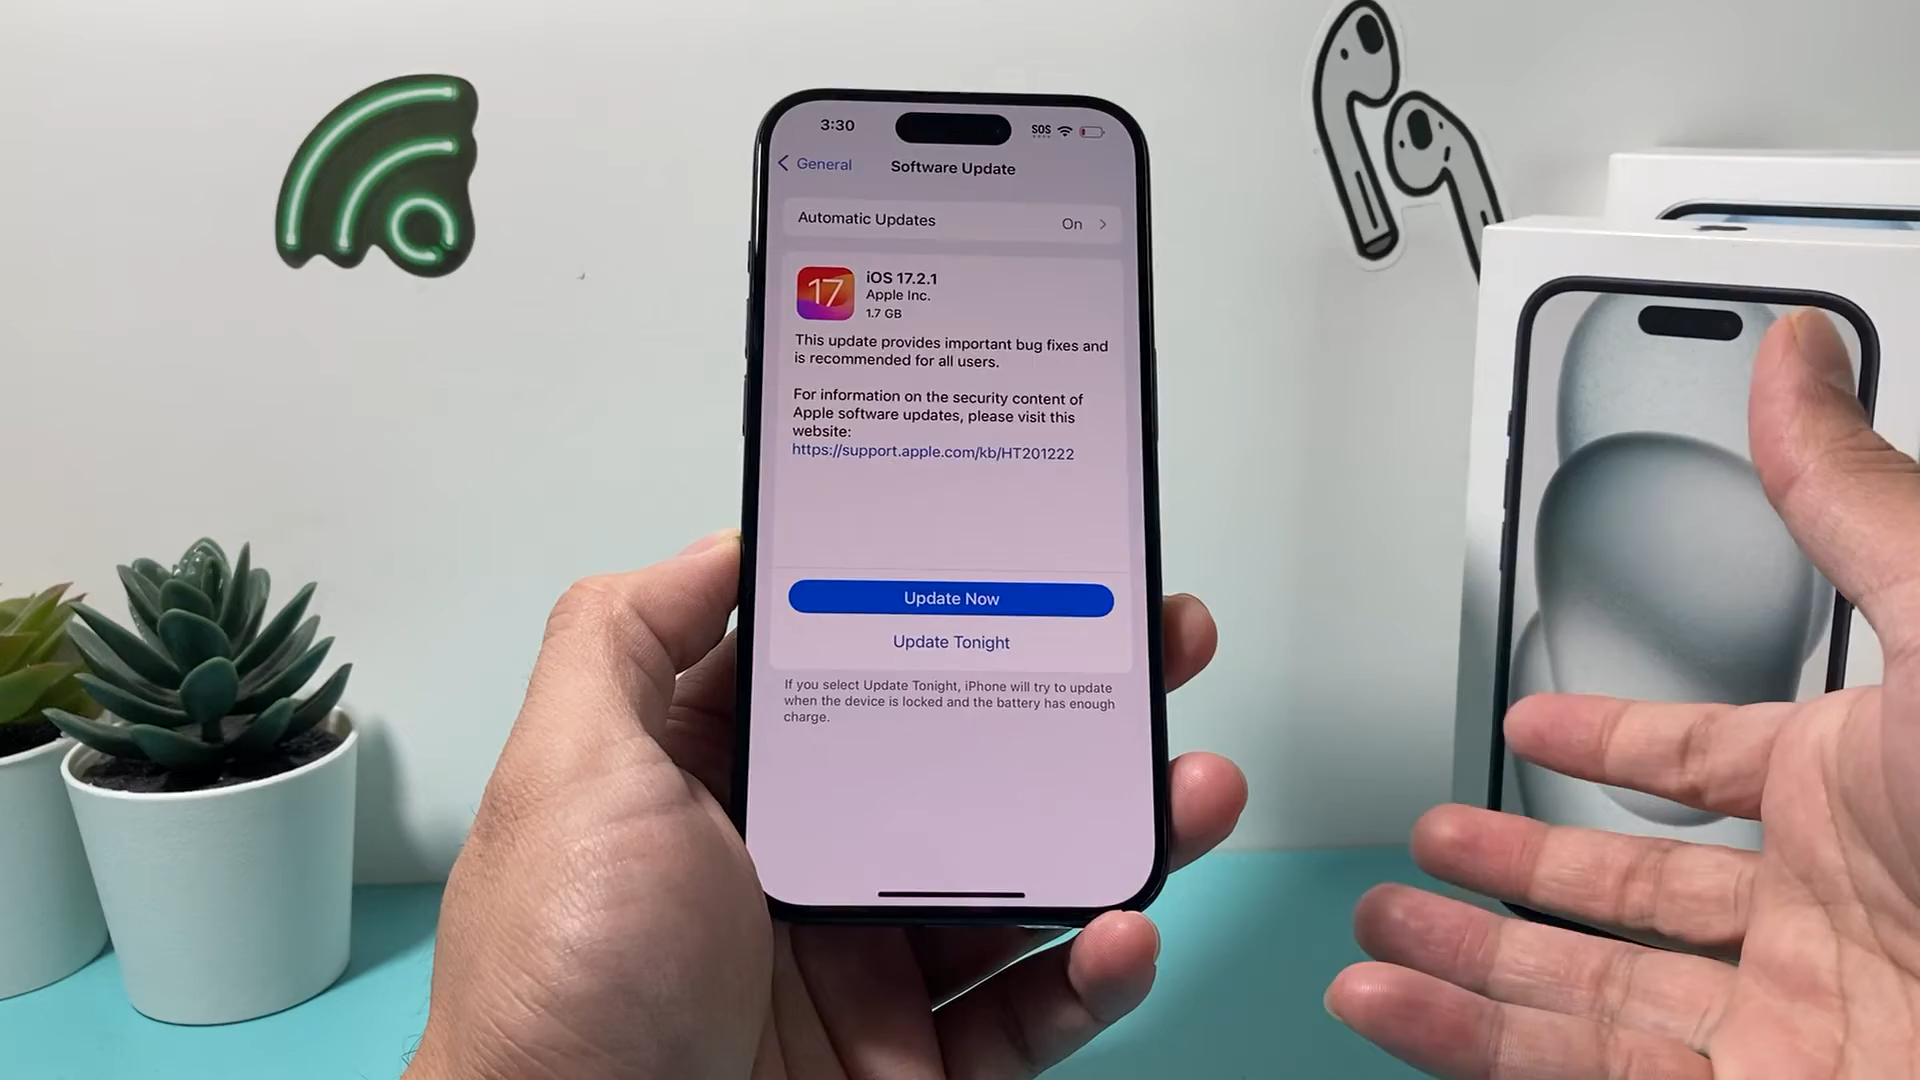 3:30
SOS
General
Software Update
Automatic Updates
On
17
iOS 17.2.1
Apple Inc.
1.7 GB
This update provides important bug fixes and
is recommended for all users.
For information on the security content of
Apple software updates, please visit this
website:
https://support.apple.com/kb/HT201222
Update Now
Update Tonight
If you select Update Tonight, iPhone will try to update
when the device is locked and the battery has enough
charge.